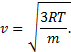 v = √(3RT/m).